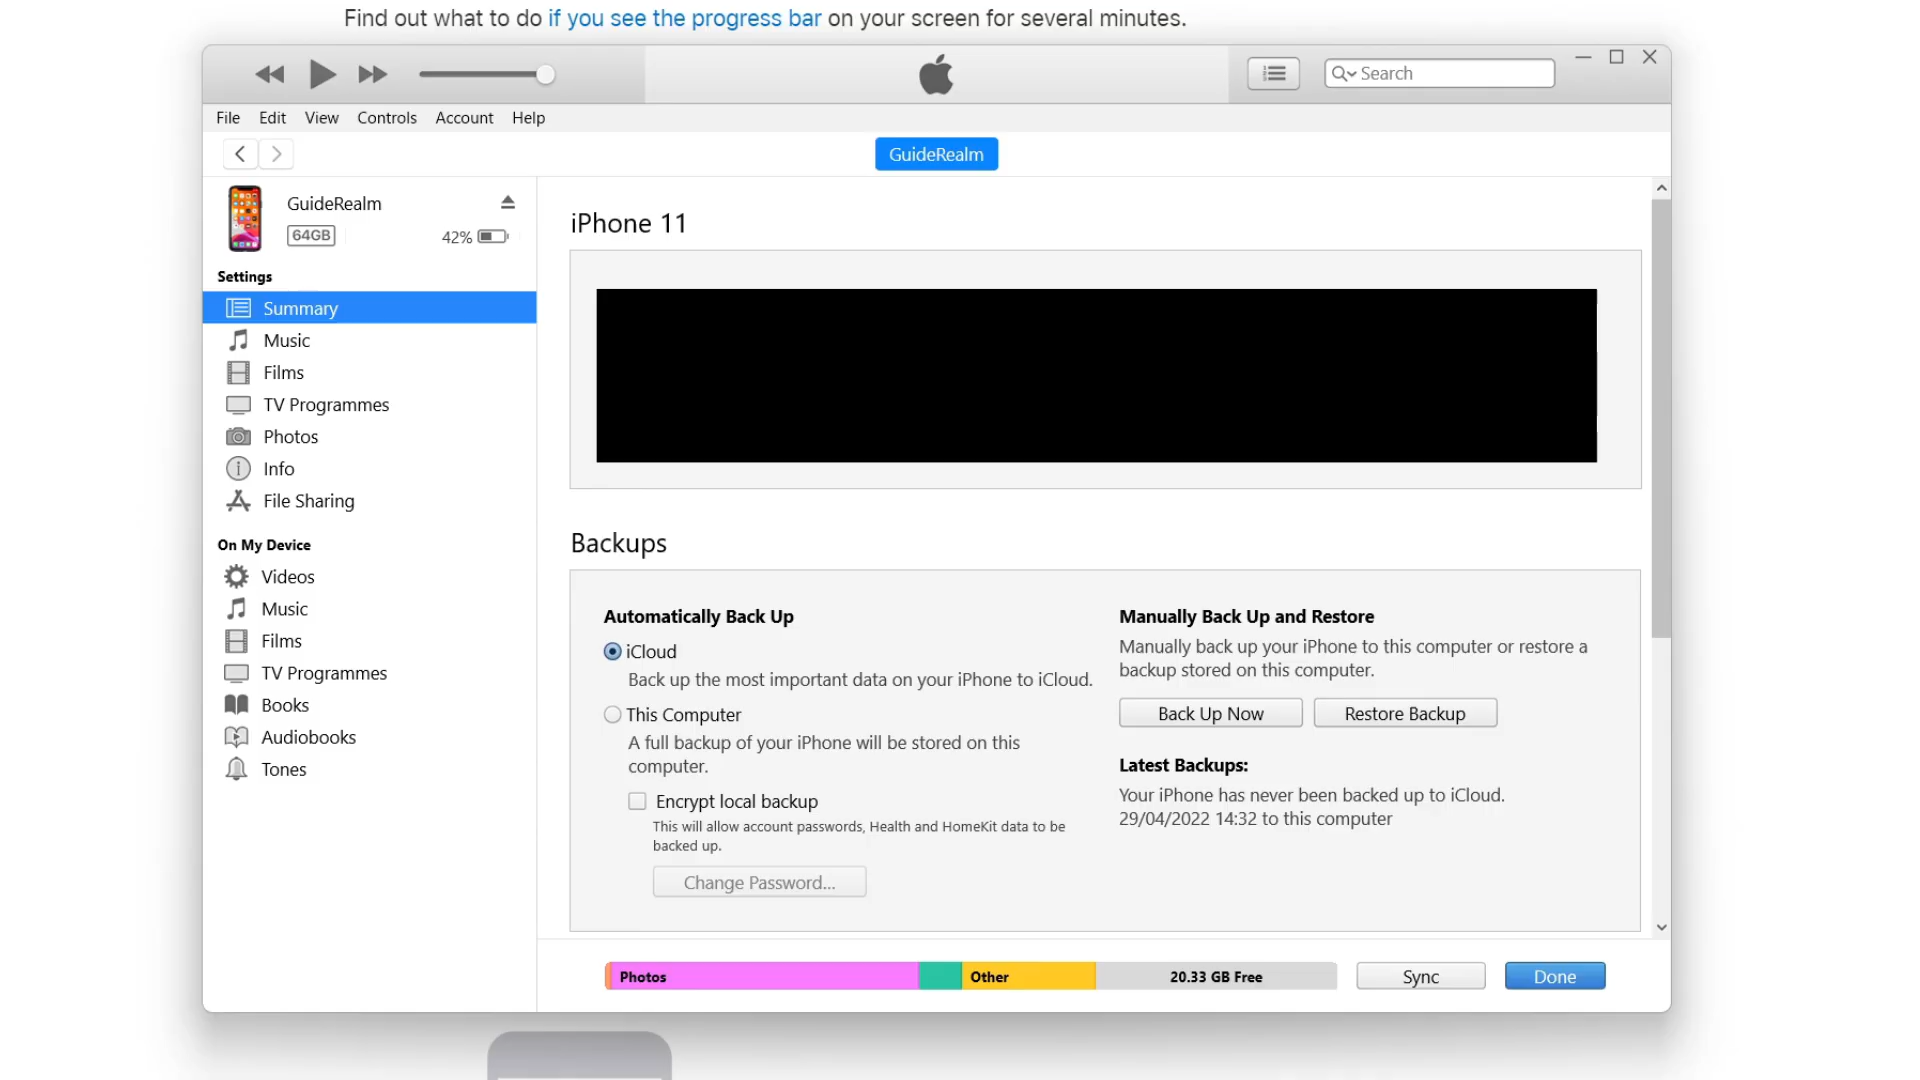 Find out what to do if you see the progress bar on your screen for several minutes.
Search
File Edit View Controls Account Help
GuideRealm
GuideRealm
64GB
42%
Settings
Summary
Music
Films
TV Programmes
Photos
Info
File Sharing
On My Device
Videos
Music
Films
TV Programmes
Books
Audiobooks
Tones
iPhone 11
Backups
Automatically Back Up
iCloud
Back up the most important data on your iPhone to iCloud.
This Computer
A full backup of your iPhone will be stored on this
computer.
Encrypt local backup
This will allow account passwords, Health and HomeKit data to be
backed up.
Change Password...
Manually Back Up and Restore
Manually back up your iPhone to this computer or restore a
backup stored on this computer.
Back Up Now Restore Backup
Latest Backups:
Your iPhone has never been backed up to iCloud.
29/04/2022 14:32 to this computer
Photos Other 20.33 GB Free Sync Done